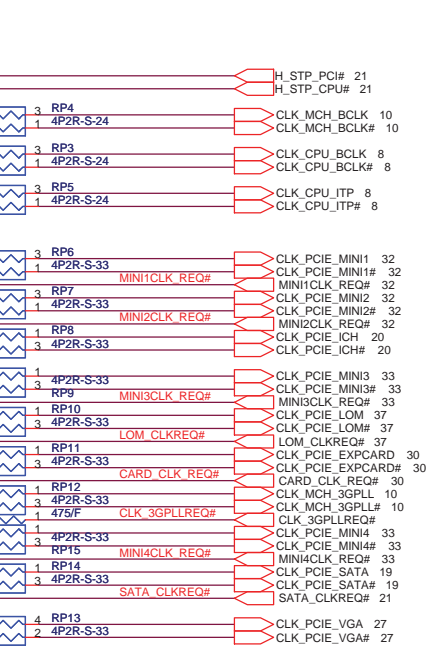 H_STP_PCI# 21
H_STP_CPU# 21
3 RP4 CLK_MCH_BCLK 10
1 4P2R-S-24 CLK_MCH_BCLK# 10
3 RP3 CLK_CPU_BCLK 8
1 4P2R-S-24 CLK_CPU_BCLK# 8
3 RP5 CLK_CPU_ITP 8
1 4P2R-S-24 CLK_CPU_ITP# 8
3 RP6 CLK_PCIE_MINI1 32
1 4P2R-S-33 CLK_PCIE_MINI1# 32
MINI1CLK_REQ# MINI1CLK_REQ# 32
3 RP7 CLK_PCIE_MINI2 32
1 4P2R-S-33 CLK_PCIE_MINI2# 32
MINI2CLK_REQ# MINI2CLK_REQ# 32
1 RP8 CLK_PCIE_ICH 20
3 4P2R-S-33 CLK_PCIE_ICH# 20
1 CLK_PCIE_MINI3 33
3 4P2R-S-33 CLK_PCIE_MINI3# 33
RP9 MINI3CLK_REQ# MINI3CLK_REQ# 33
1 RP10 CLK_PCIE_LOM 37
3 4P2R-S-33 CLK_PCIE_LOM# 37
LOM_CLKREQ# LOM_CLKREQ# 37
1 RP11 CLK_PCIE_EXPCARD 30
3 4P2R-S-33 CLK_PCIE_EXPCARD# 30
CARD_CLK_REQ# CARD_CLK_REQ# 30
1 RP12 CLK_MCH_3GPLL 10
3 4P2R-S-33 CLK_MCH_3GPLL# 10
1 475/F CLK_3GPLLREQ# CLK_3GPLLREQ#
1 CLK_PCIE_MINI4 33
3 4P2R-S-33 CLK_PCIE_MINI4# 33
RP15 MINI4CLK_REQ# MINI4CLK_REQ# 33
1 RP14 CLK_PCIE_SATA 19
3 4P2R-S-33 CLK_PCIE_SATA# 19
SATA_CLKREQ# SATA_CLKREQ# 21
4 RP13 CLK_PCIE_VGA 27
2 4P2R-S-33 CLK_PCIE_VGA# 27